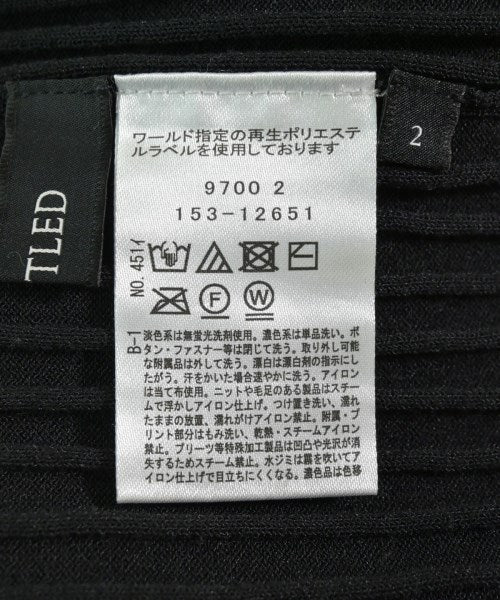 TLED
2
ワールド指定の再生ポリエステ
ルラベルを使用しております
9700 2
153-12651
NO.451イ
F
W
B-1
淡色系は無蛍光洗剤使用。濃色系は単品洗い。ボ
タン・ファスナー等は閉じて洗う。取り外し可能
な附属品は外して洗う。漂白は漂白剤の指示にし
たがう。汗をかいた場合速やかに洗う。アイロン
は当て布使用。ニットや毛足のある製品はスチー
ムで浮かしアイロン仕上げ。つけ置き洗い、濡れ
たままの放置、濡れがけアイロン禁止。附属・プ
リント部分はもみ洗い、乾熱・スチームアイロン
禁止。プリーツ等特殊加工製品は凹凸や光沢が消
失するためスチーム禁止。水ジミは霧を吹いてア
イロン仕上げで目立ちにくくなる。濃色品は色移